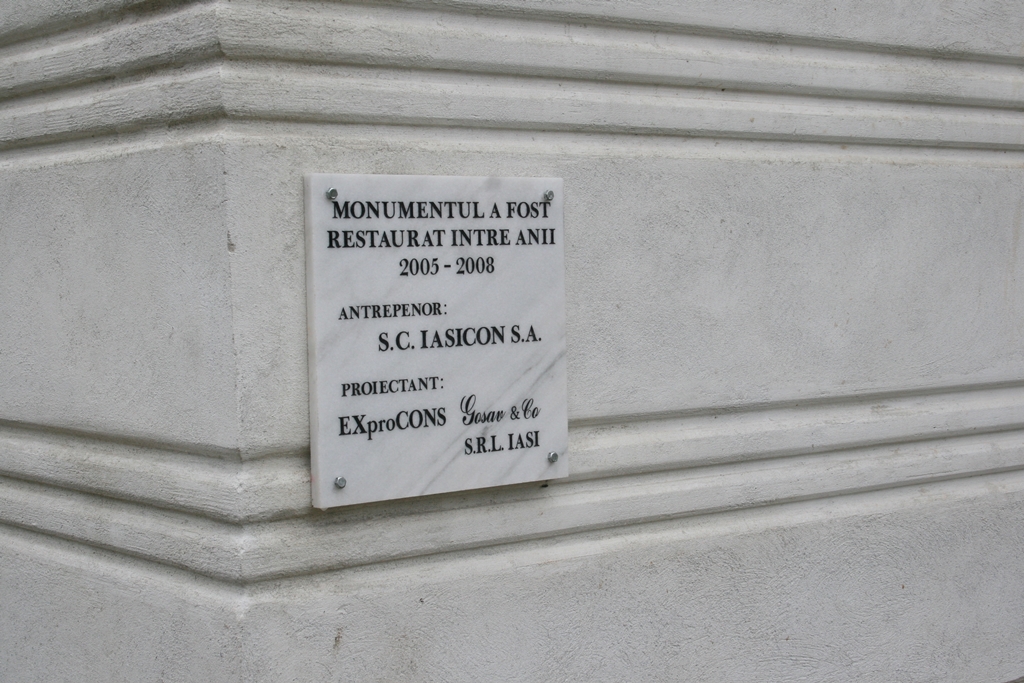 MONUMENTUL A FOST
RESTAURAT INTRE ANII
2005 - 2008
ANTREPENOR:
S.C. IASICON S.A.
PROIECTANT:
EXproCONS Gosav & Co
S.R.L. IASI